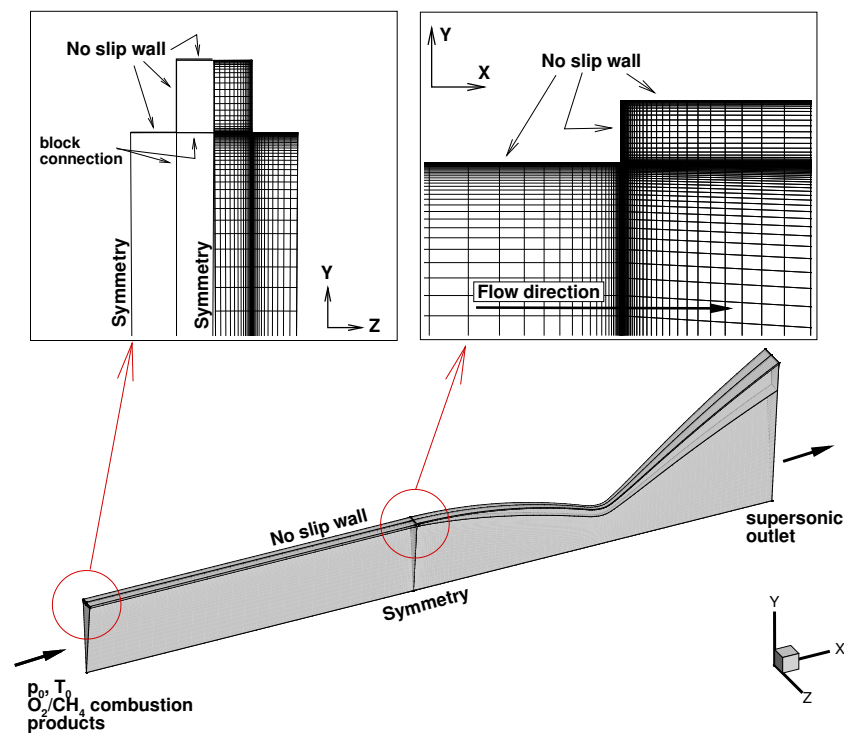 No slip wall
block
connection
Symmetry
Symmetry
Y
Z
Y
X
No slip wall
Flow direction
No slip wall
Symmetry
supersonic
outlet
p₀, T₀
O₂/CH₄ combustion
products
Y
X
Z